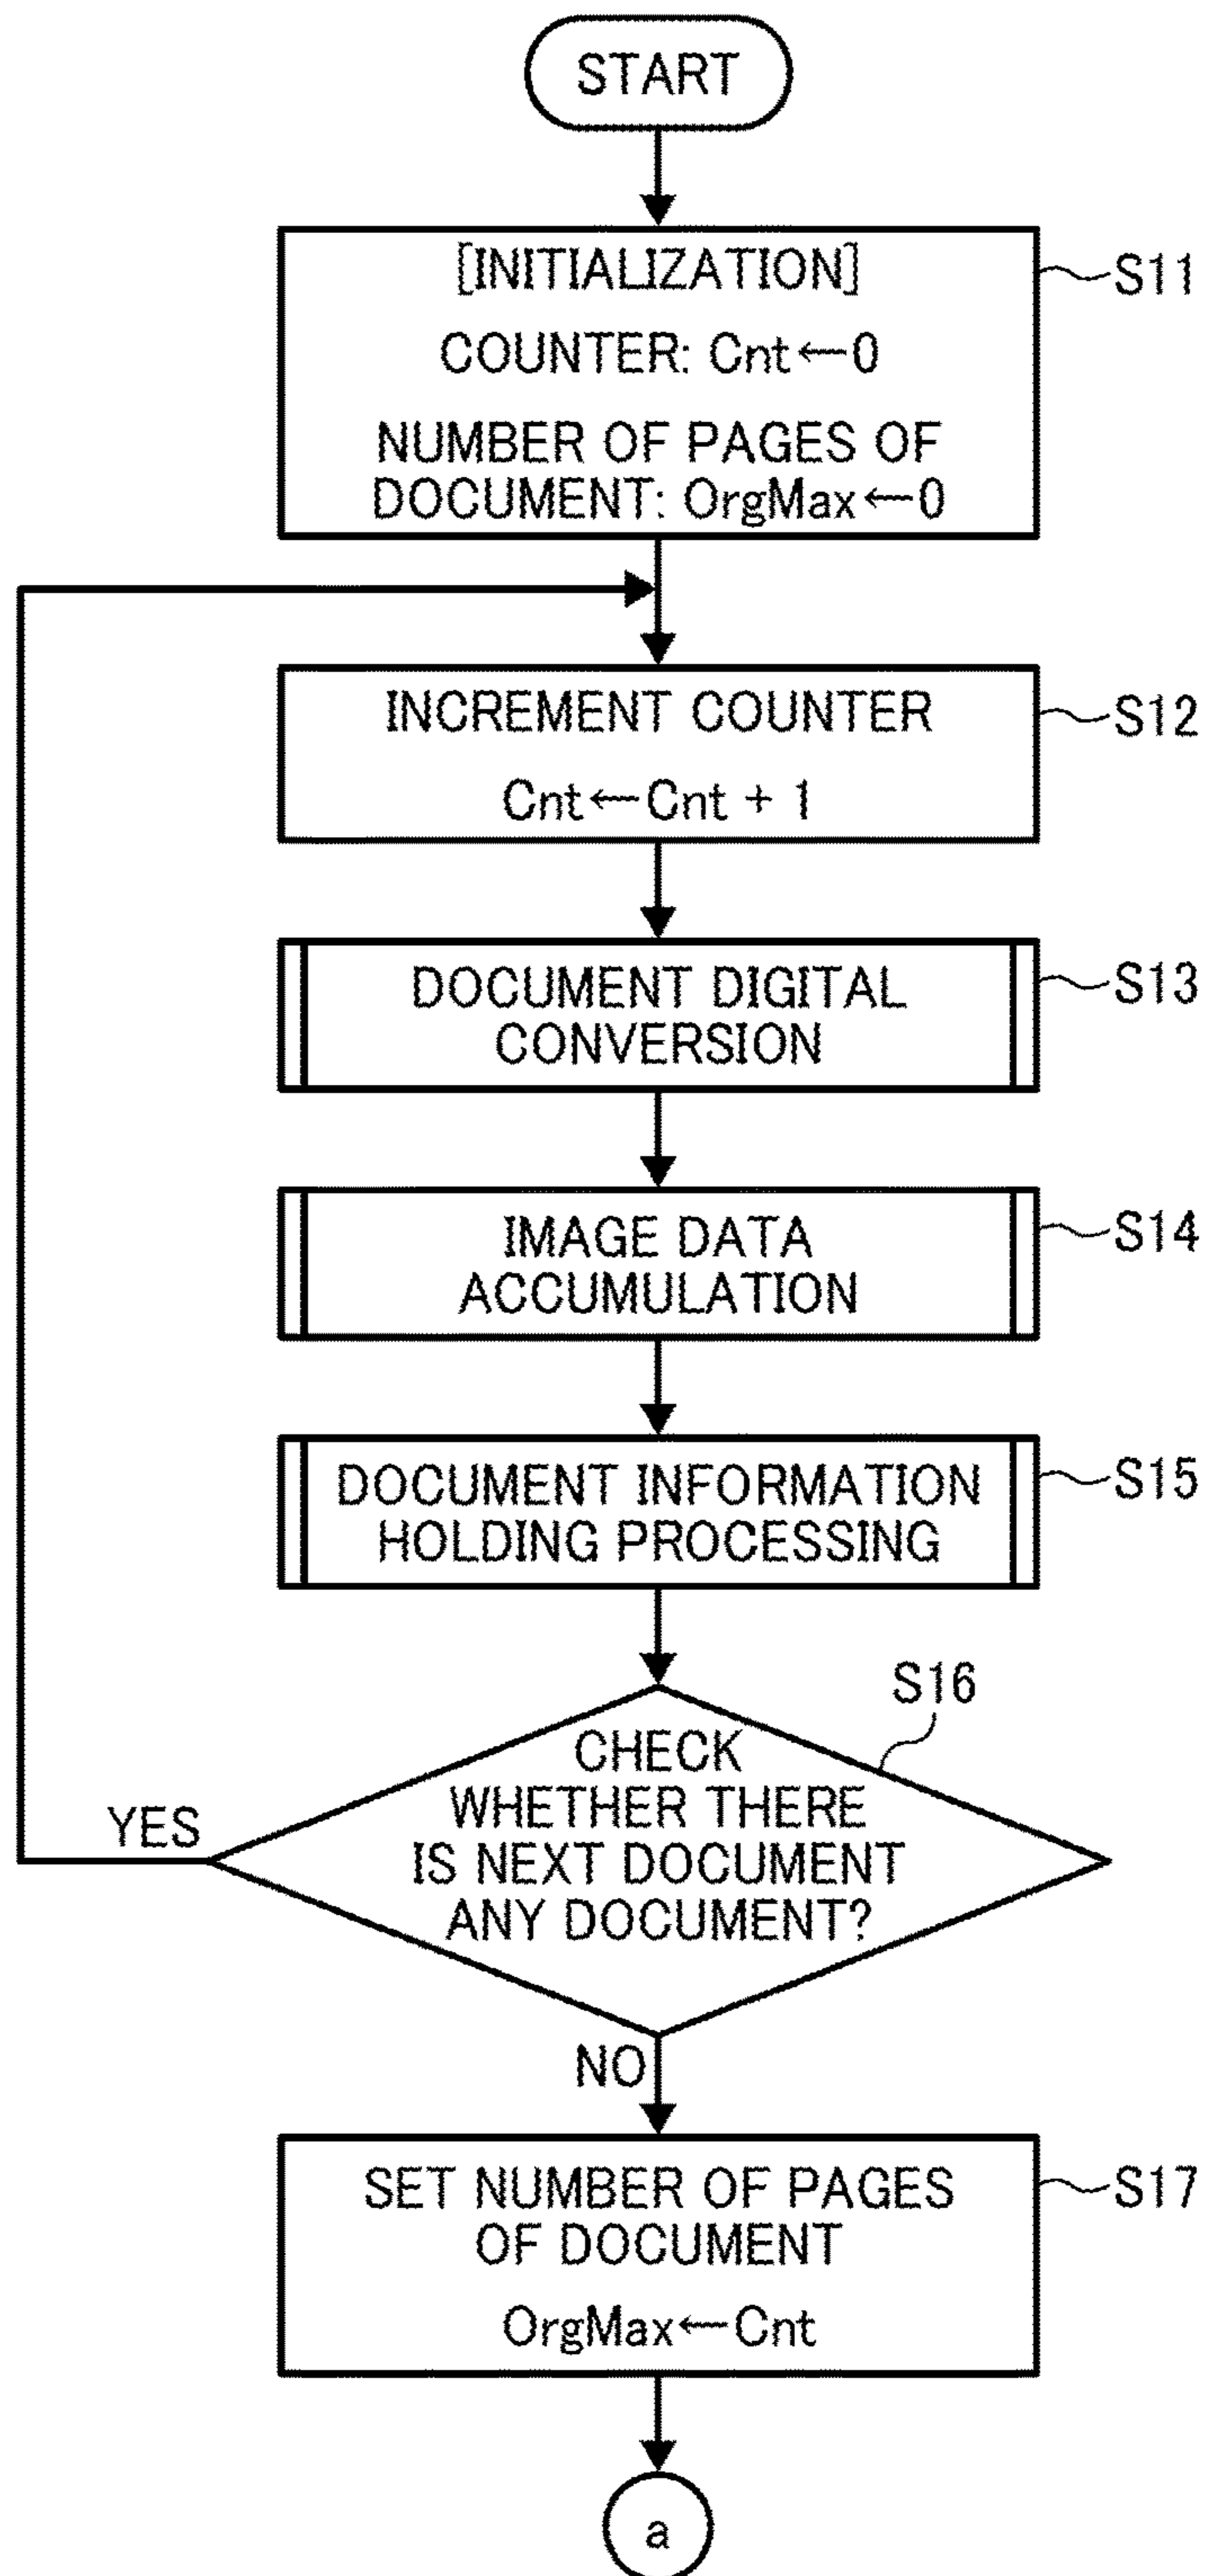 START
[INITIALIZATION]
COUNTER: Cnt←0
NUMBER OF PAGES OF
DOCUMENT: OrgMax←0
S11
INCREMENT COUNTER
Cnt←Cnt + 1
S12
DOCUMENT DIGITAL
CONVERSION
S13
IMAGE DATA
ACCUMULATION
S14
DOCUMENT INFORMATION
HOLDING PROCESSING
S15
S16
CHECK
WHETHER THERE
IS NEXT DOCUMENT
ANY DOCUMENT?
YES
NO
SET NUMBER OF PAGES
OF DOCUMENT
OrgMax←Cnt
S17
a